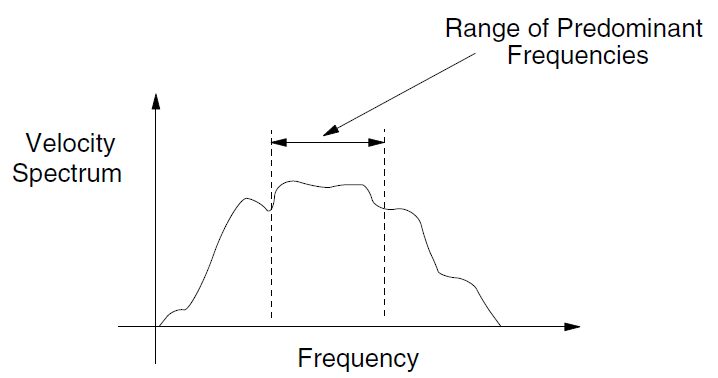 Range of Predominant
Frequencies
Velocity
Spectrum
Frequency